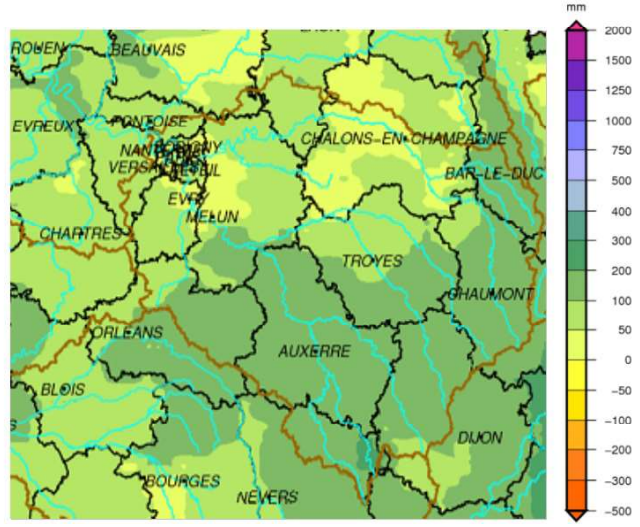 mm
ROUEN
BEAUVAIS
2000
1500
1250
1000
750
500
400
300
200
100
50
0
-50
-100
-200
-300
-500
EVREUX
PONTOISE
CHALONS-EN-CHAMPAGNE
BAR-LE-DUC
EVRY
MELUN
CHARTRES
TROYES
CHAUMONT
ORLEANS
AUXERRE
BLOIS
DIJON
BOURGES
NEVERS